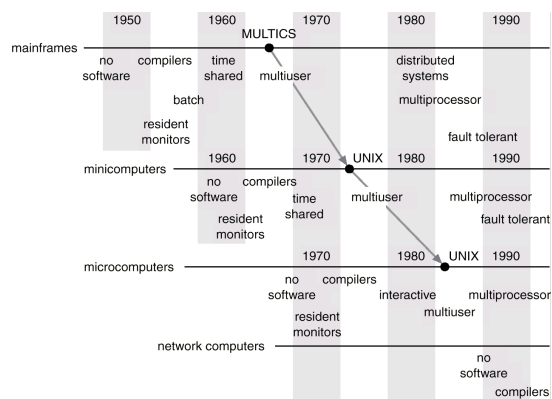 1950 1960 1970 1980 1990
MULTICS
mainframes
no software compilers time shared multiuser distributed systems
batch multiprocessor
resident monitors fault tolerant
1960 1970 UNIX 1980 1990
minicomputers
no software compilers time shared multiuser multiprocessor
resident monitors fault tolerant
1970 1980 UNIX 1990
microcomputers
no software compilers interactive multiprocessor
multiuser
resident monitors
network computers
no software
compilers